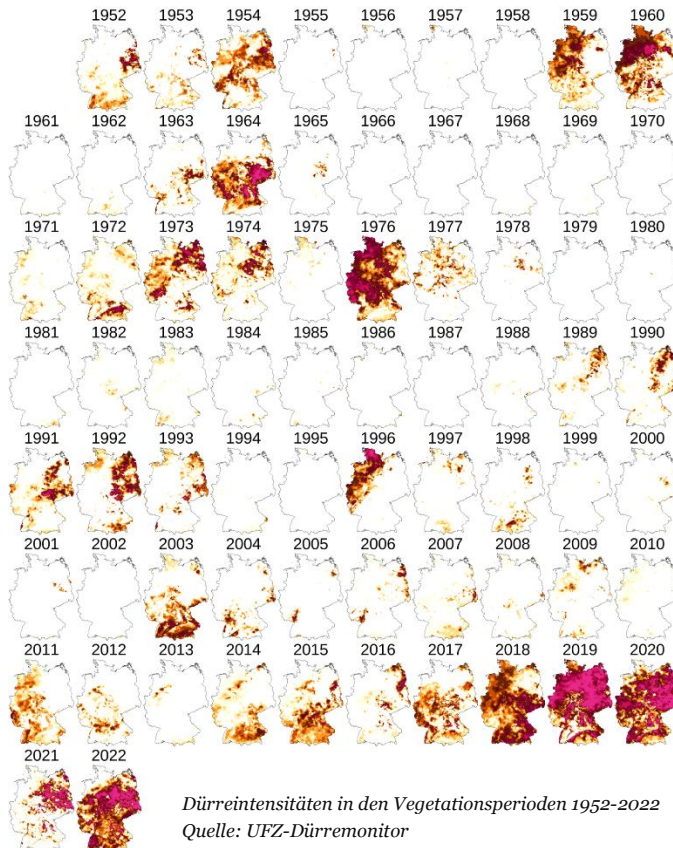 1952 1953 1954 1955 1956 1957 1958 1959 1960
1961 1962 1963 1964 1965 1966 1967 1968 1969 1970
1971 1972 1973 1974 1975 1976 1977 1978 1979 1980
1981 1982 1983 1984 1985 1986 1987 1988 1989 1990
1991 1992 1993 1994 1995 1996 1997 1998 1999 2000
2001 2002 2003 2004 2005 2006 2007 2008 2009 2010
2011 2012 2013 2014 2015 2016 2017 2018 2019 2020
2021 2022
Dürreintensitäten in den Vegetationsperioden 1952-2022
Quelle: UFZ-Dürremonitor